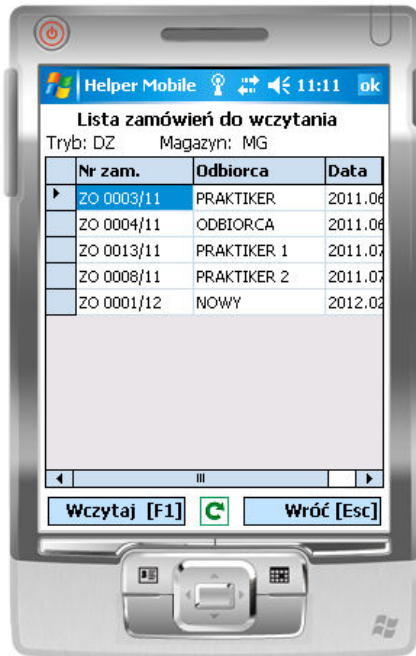 Helper Mobile 11:11 ok
Lista zamówień do wczytania
Tryb: DZ Magazyn: MG
Nr zam. Odbiorca Data
ZO 0003/11 PRAKTIKER 2011.06
ZO 0004/11 ODBIORCA 2011.06
ZO 0013/11 PRAKTIKER 1 2011.07
ZO 0008/11 PRAKTIKER 2 2011.07
ZO 0001/12 NOWY 2012.02
Wczytaj [F1] Wróć [Esc]